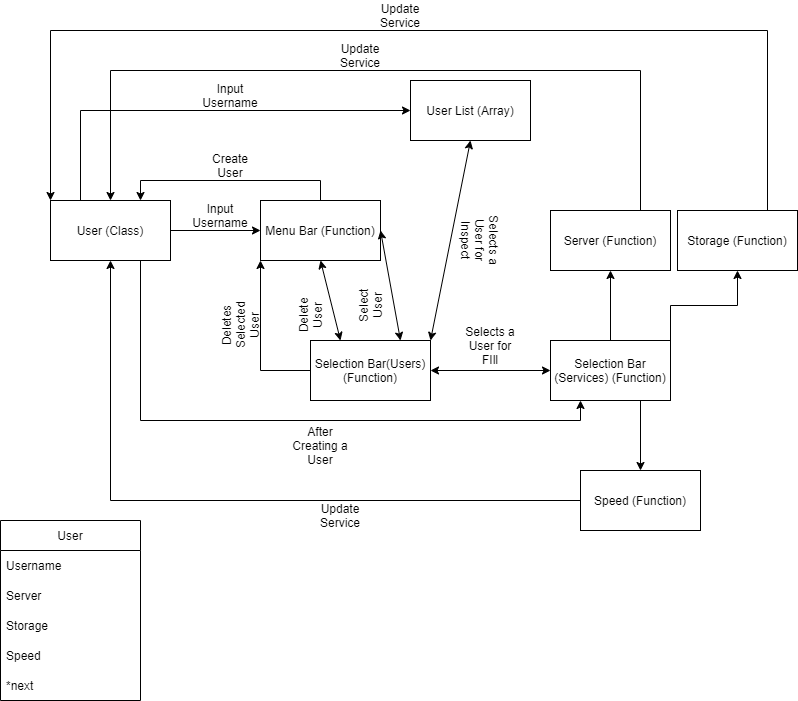 Update
Service
Update
Service
Input
Username
User List (Array)
Create
User
Input
Username
User (Class)
Menu Bar (Function)
Selects a
User for
Inspect
Server (Function)
Storage (Function)
Deletes
Selected
User
Delete
User
Select
User
Selects a
User for
FIll
Selection Bar(Users)
(Function)
Selection Bar
(Services) (Function)
After
Creating a
User
Speed (Function)
Update
Service
User
Username
Server
Storage
Speed
*next